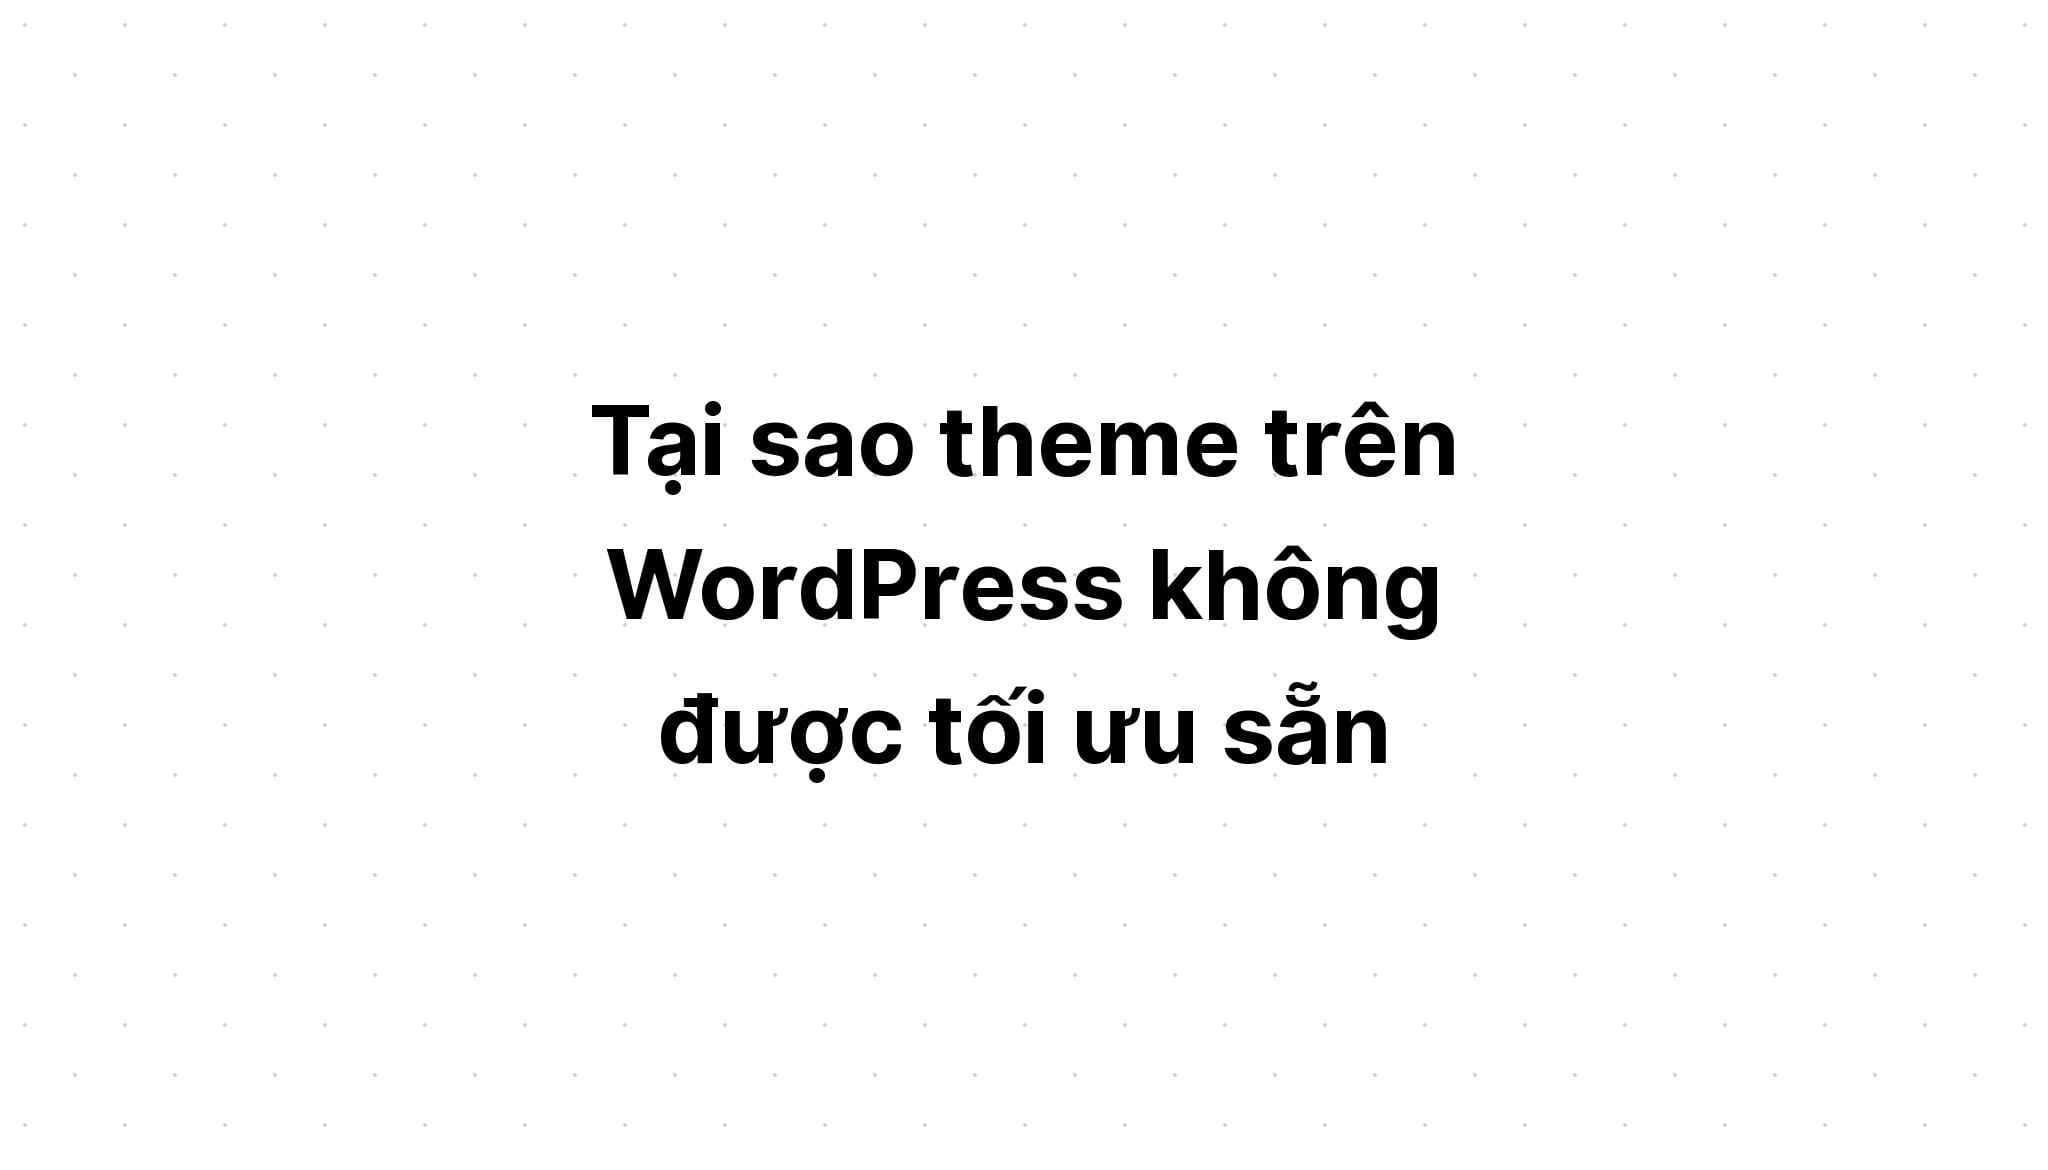 Tại sao theme trên
WordPress không
được tối ưu sẵn